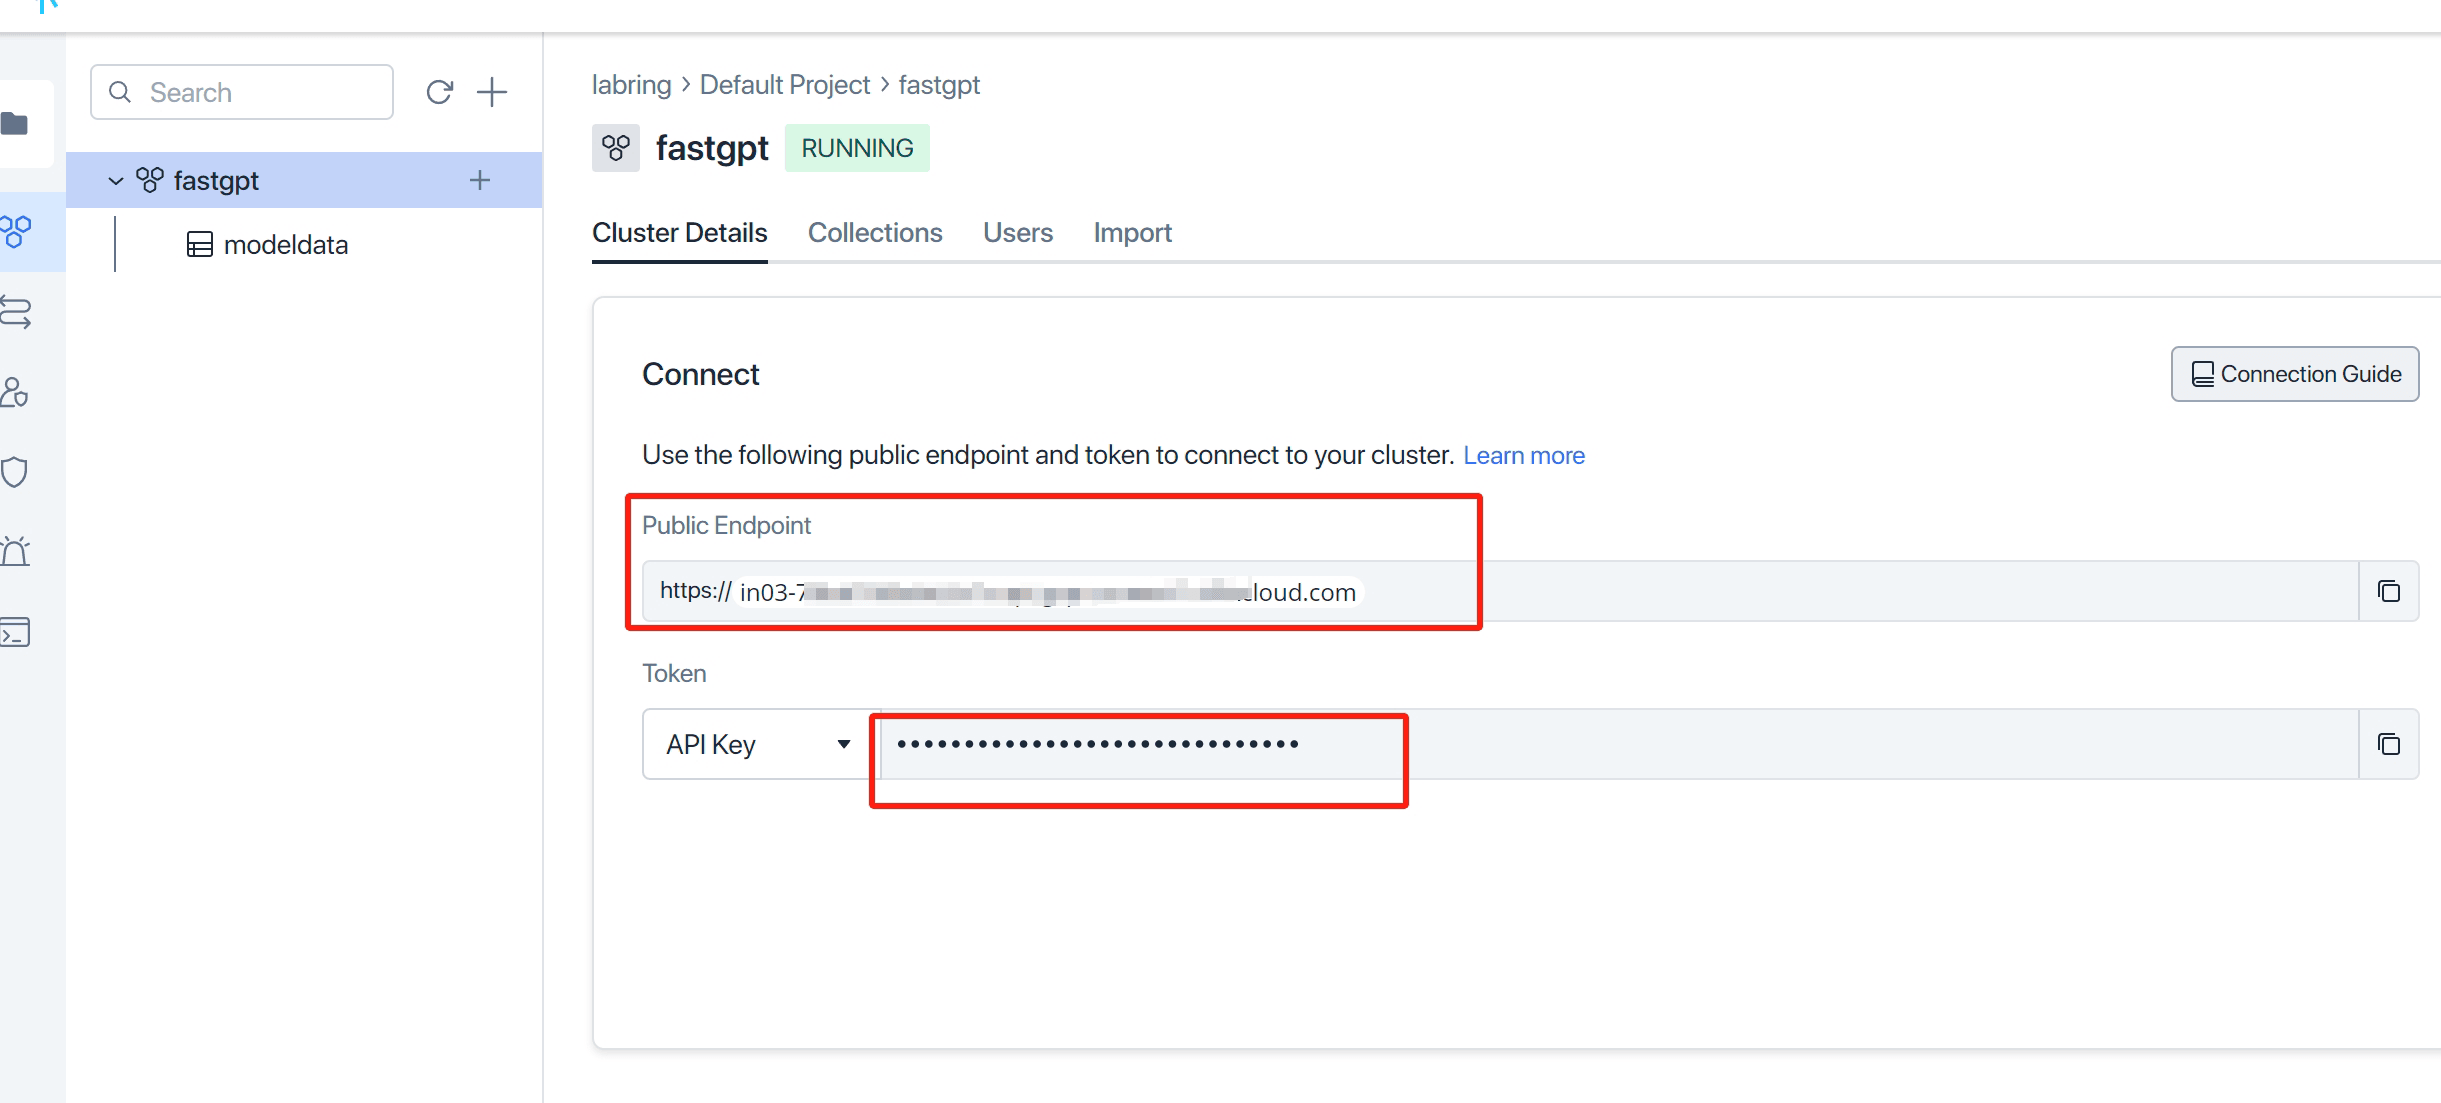 Search
fastgpt
modeldata
labring > Default Project > fastgpt
fastgpt RUNNING
Cluster Details Collections Users Import
Connect
Connection Guide
Use the following public endpoint and token to connect to your cluster. Learn more
Public Endpoint
https:// in03-7 cloud.com
Token
API Key ••••••••••••••••••••••••••••••